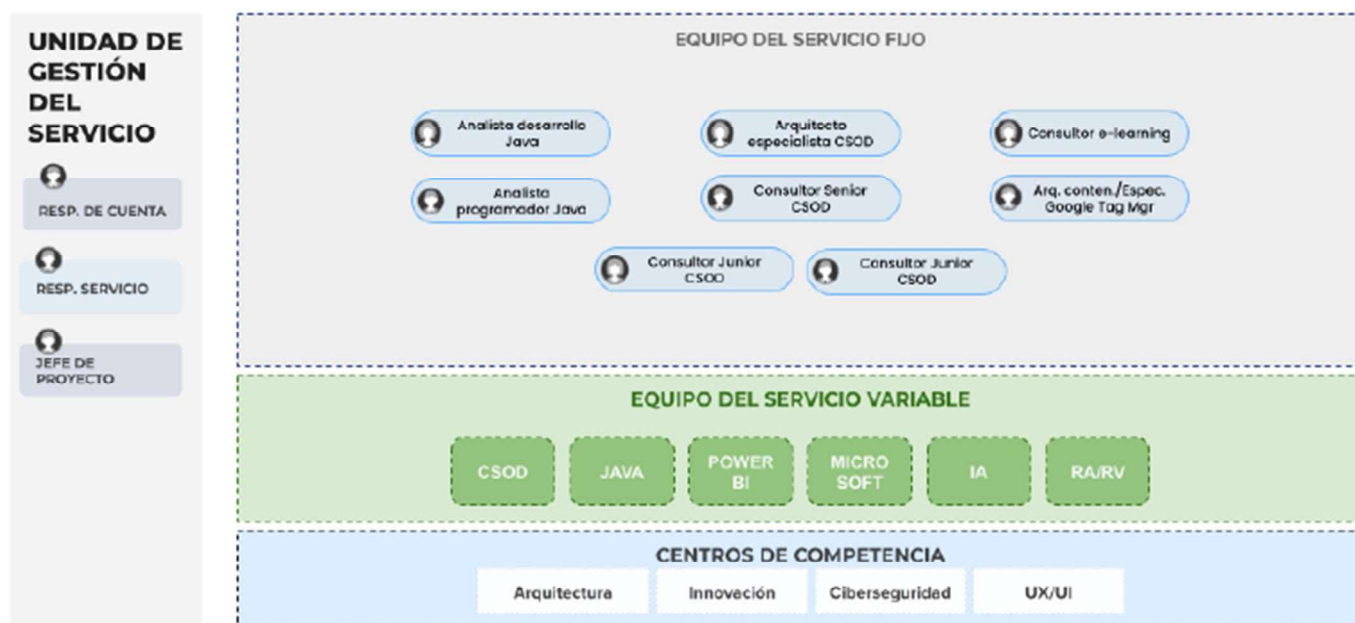 UNIDAD DE
GESTIÓN
DEL
SERVICIO
RESP. DE CUENTA
RESP. SERVICIO
JEFE DE
PROYECTO
EQUIPO DEL SERVICIO FIJO
Analista desarrollo
Java
Arquitecto
especialista CSOD
Consultor e-learning
Analista
programador Java
Consultor Senior
CSOD
Arq. conten./Espec.
Google Tag Mgr
Consultor Junior
CSOD
Consultor Junior
CSOD
EQUIPO DEL SERVICIO VARIABLE
CSOD
JAVA
POWER
BI
MICRO
SOFT
IA
RA/RV
CENTROS DE COMPETENCIA
Arquitectura
Innovación
Ciberseguridad
UX/UI